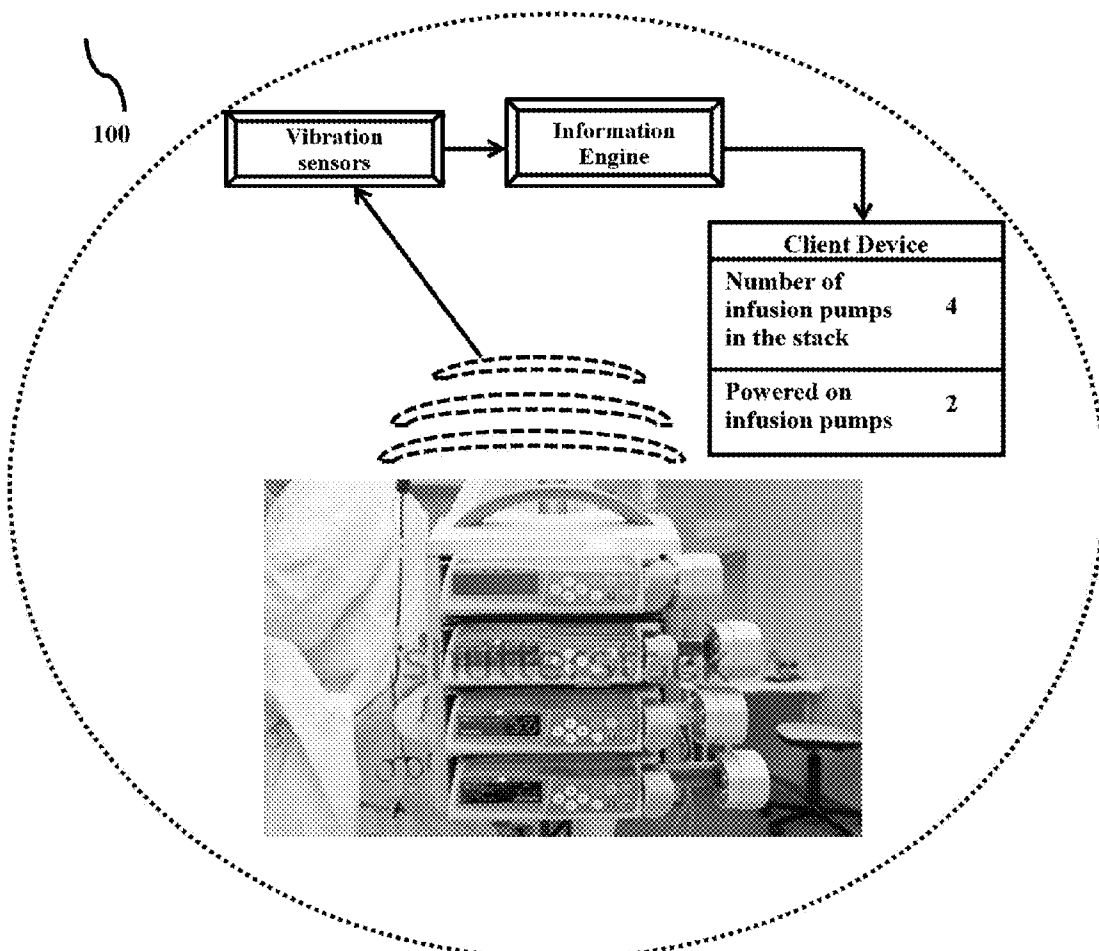 100
Vibration
sensors
Information
Engine
Client Device
Number of
infusion pumps
in the stack
4
Powered on
infusion pumps
2